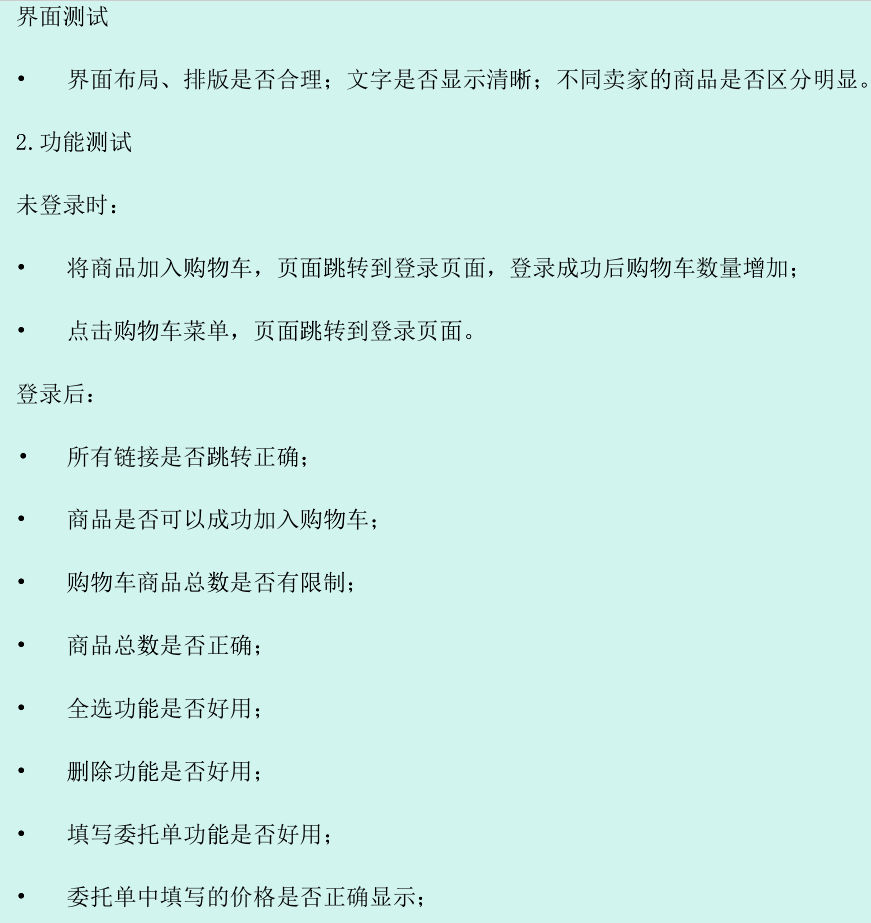 界面测试
• 界面布局、排版是否合理；文字是否显示清晰；不同卖家的商品是否区分明显。
2.功能测试
未登录时：
• 将商品加入购物车，页面跳转到登录页面，登录成功后购物车数量增加；
• 点击购物车菜单，页面跳转到登录页面。
登录后：
• 所有链接是否跳转正确；
• 商品是否可以成功加入购物车；
• 购物车商品总数是否有限制；
• 商品总数是否正确；
• 全选功能是否好用；
• 删除功能是否好用；
• 填写委托单功能是否好用；
• 委托单中填写的价格是否正确显示；